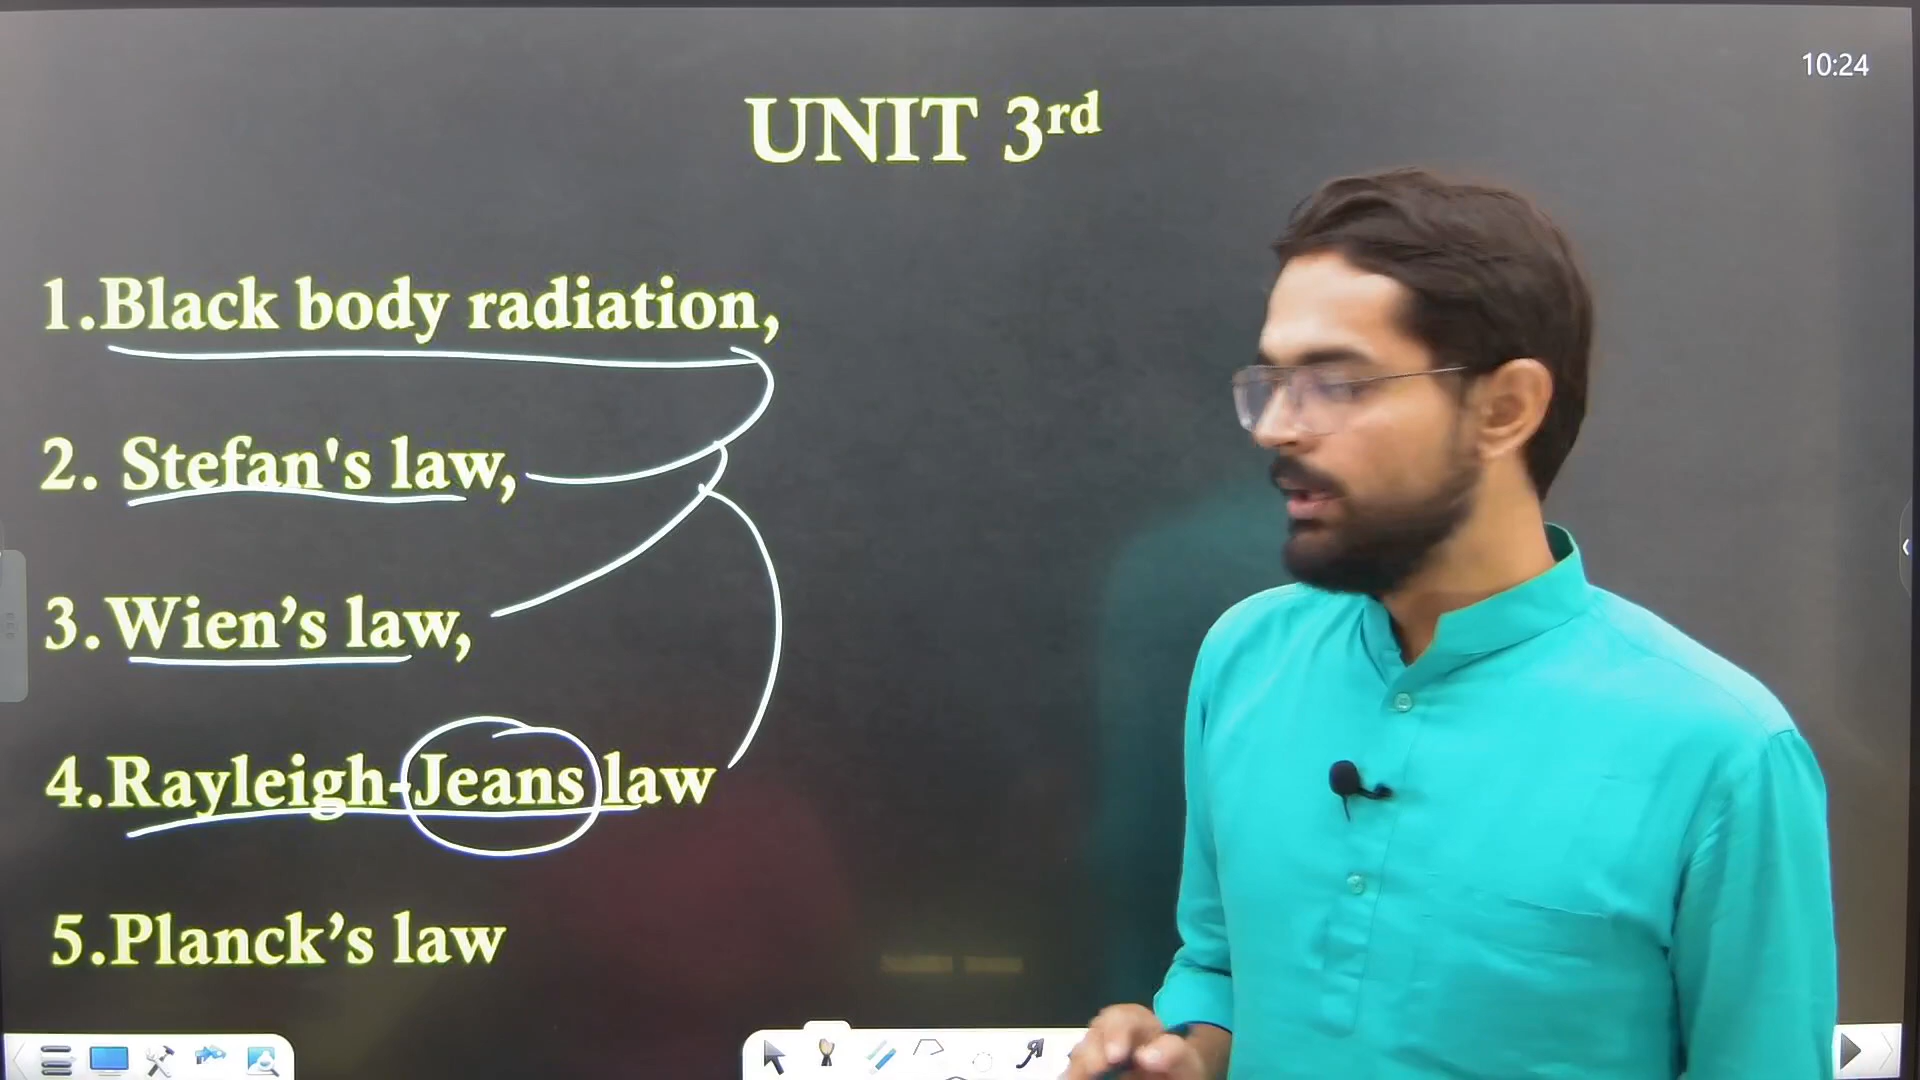 10:24
UNIT 3rd
1.Black body radiation,
2. Stefan's law,
3.Wien’s law,
4.Rayleigh-Jeans law
5.Planck’s law